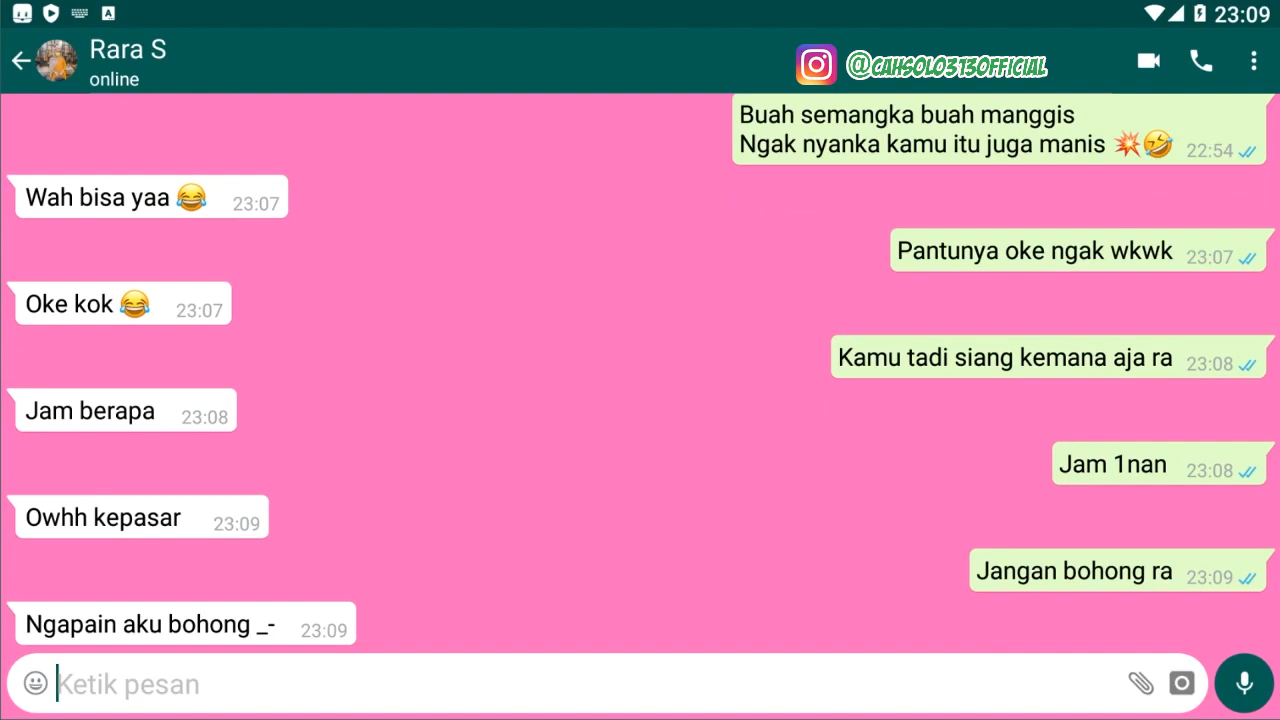 23:09
Rara S
online
@CAHSOLO313OFFICIAL
Buah semangka buah manggis
Ngak nyanka kamu itu juga manis 💥🤣 22:54
Wah bisa yaa 😂 23:07
Pantunya oke ngak wkwk 23:07
Oke kok 😂 23:07
Kamu tadi siang kemana aja ra 23:08
Jam berapa 23:08
Jam 1nan 23:08
Owhh kepasar 23:09
Jangan bohong ra 23:09
Ngapain aku bohong _- 23:09
Ketik pesan